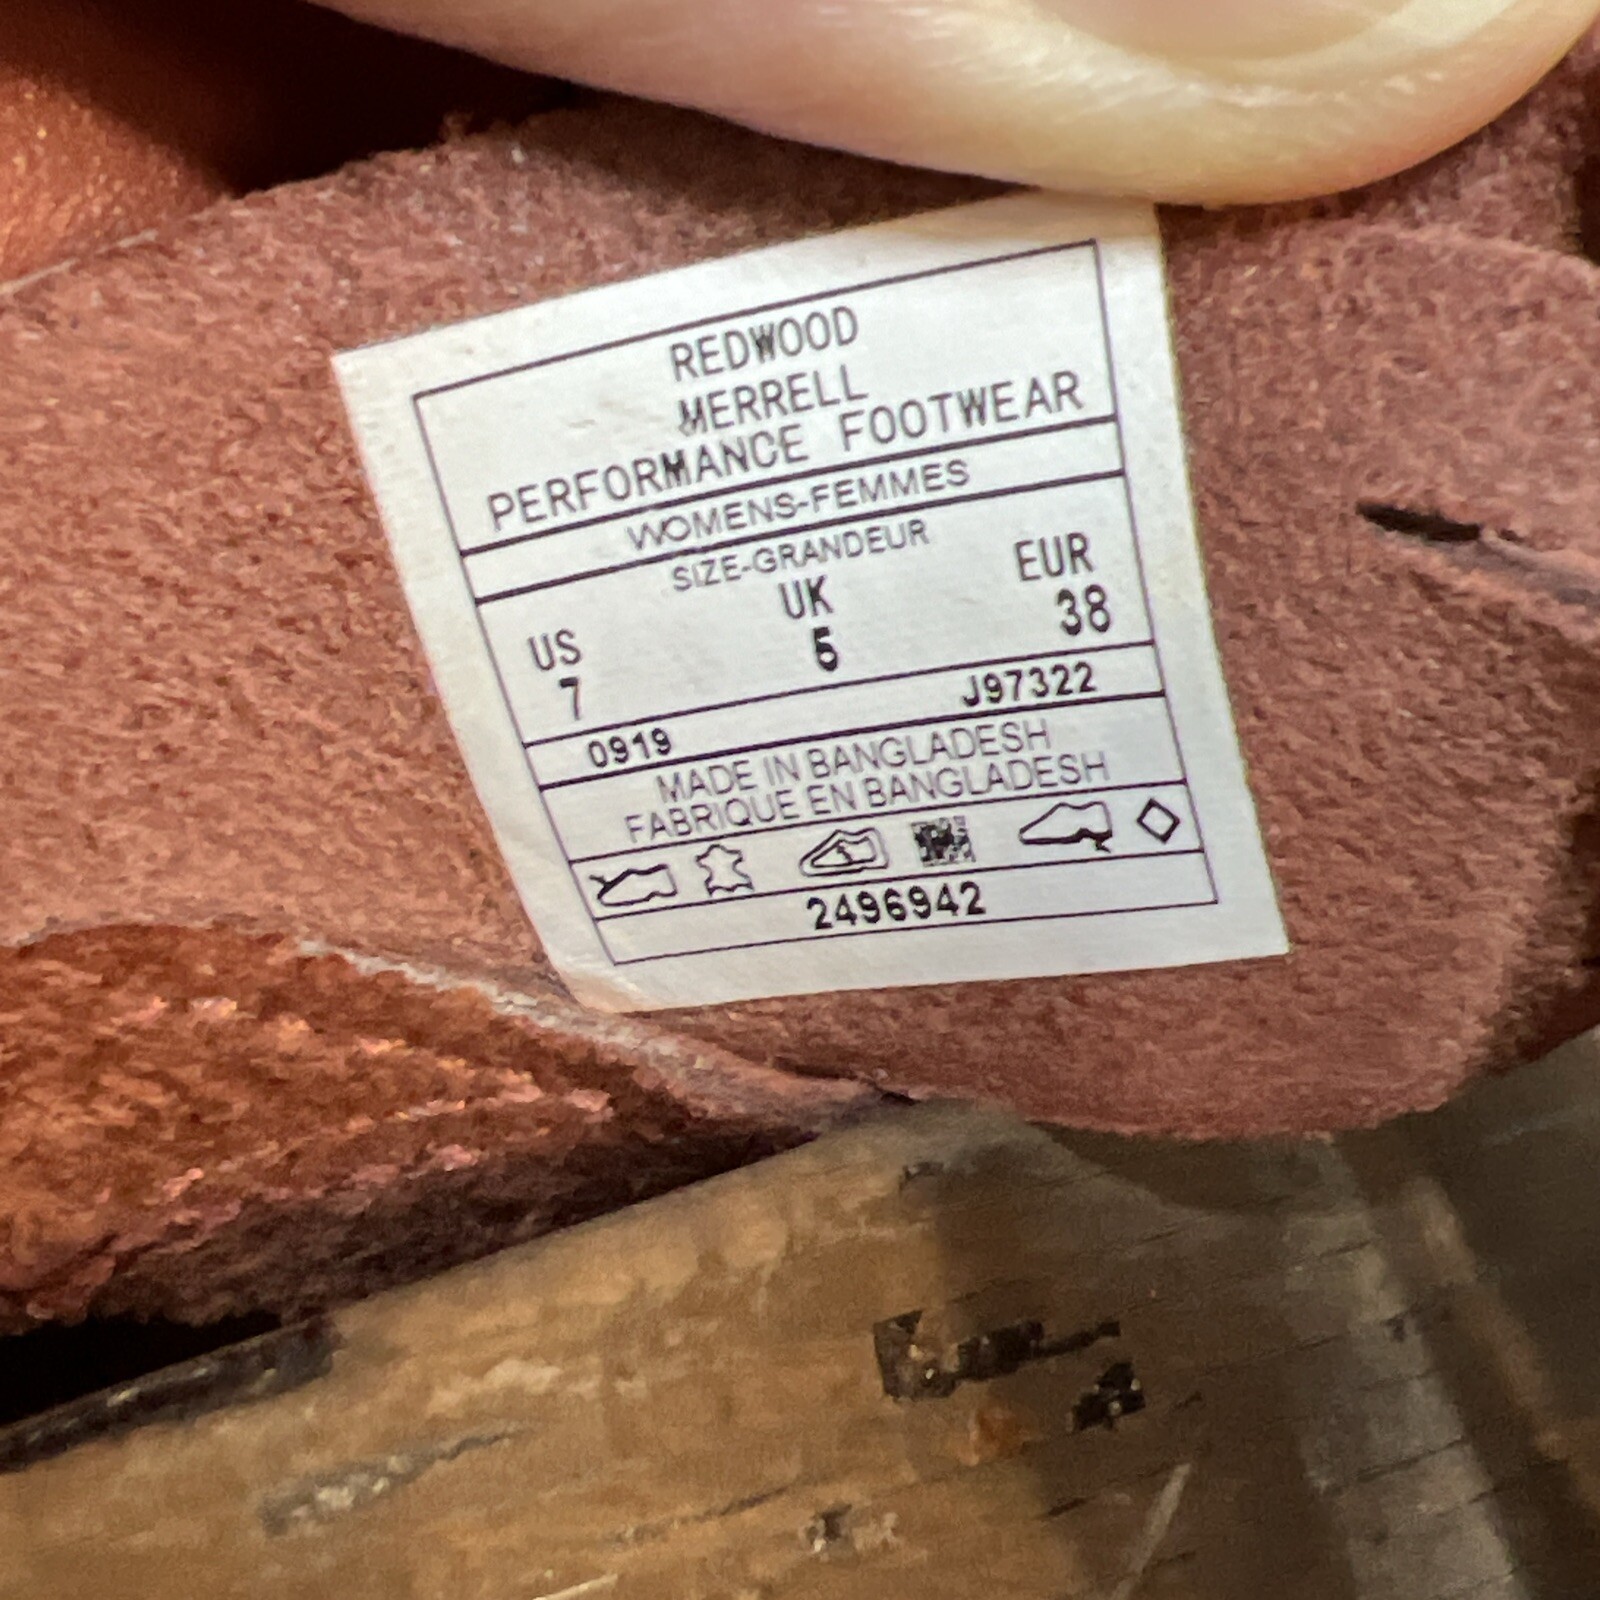 REDWOOD
MERRELL
PERFORMANCE FOOTWEAR
WOMENS-FEMMES
SIZE-GRANDEUR
US UK EUR
7 5 38
0919 J97322
MADE IN BANGLADESH
FABRIQUE EN BANGLADESH
2496942